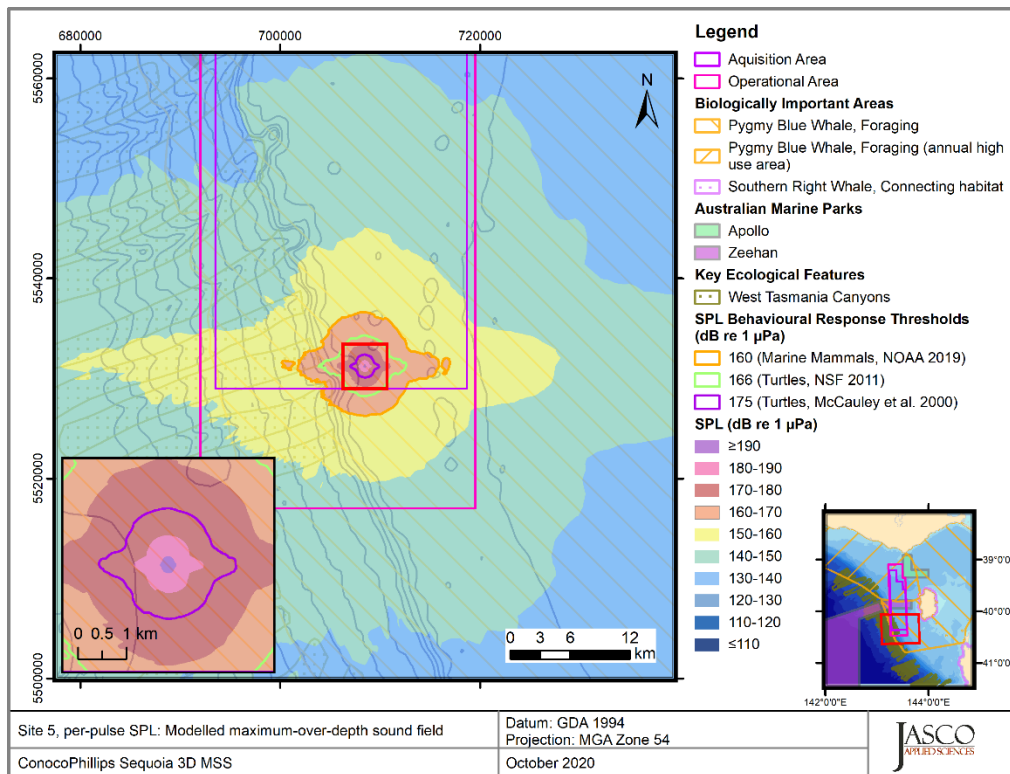 680000
700000
720000
5560000
5540000
5520000
5500000
N
0 0.5 1 km
0 3 6 12
km
Legend
Aquisition Area
Operational Area
Biologically Important Areas
Pygmy Blue Whale, Foraging
Pygmy Blue Whale, Foraging (annual high
use area)
Southern Right Whale, Connecting habitat
Australian Marine Parks
Apollo
Zeehan
Key Ecological Features
West Tasmania Canyons
SPL Behavioural Response Thresholds
(dB re 1 µPa)
160 (Marine Mammals, NOAA 2019)
166 (Turtles, NSF 2011)
175 (Turtles, McCauley et al. 2000)
SPL (dB re 1 µPa)
≥190
180-190
170-180
160-170
150-160
140-150
130-140
120-130
110-120
≤110
39°0'0"
40°0'0"
41°0'0"
142°0'0"E
144°0'0"E
Site 5, per-pulse SPL: Modelled maximum-over-depth sound field
Datum: GDA 1994
Projection: MGA Zone 54
ConocoPhillips Sequoia 3D MSS
October 2020
JASCO
APPLIED SCIENCES